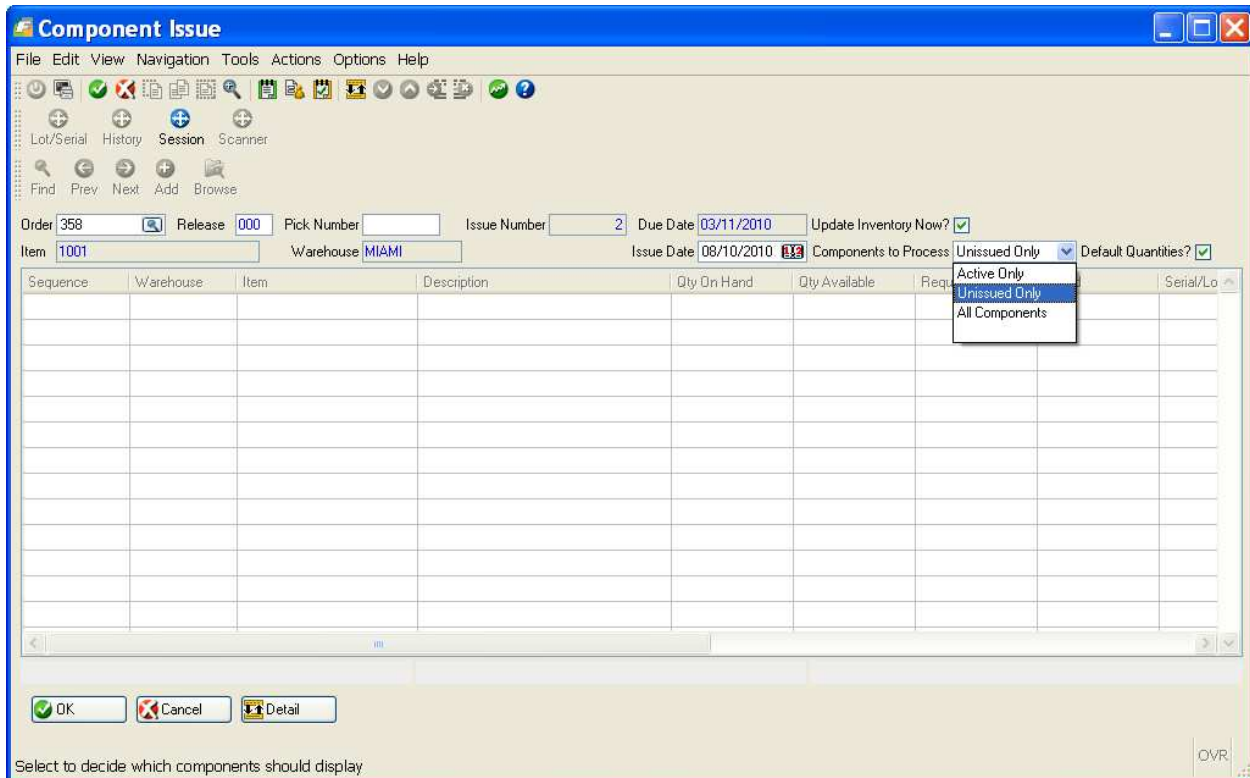 Component Issue
File Edit View Navigation Tools Actions Options Help
Lot/Serial History Session Scanner
Find Prev Next Add Browse
Order 358 Release 000 Pick Number Issue Number 2 Due Date 03/11/2010 Update Inventory Now?
Item 1001 Warehouse MIAMI Issue Date 08/10/2010 Components to Process Unissued Only Default Quantities?
Sequence Warehouse Item Description Qty On Hand Qty Available Requ Serial/Lo
Active Only
Unissued Only
All Components
OK Cancel Detail
Select to decide which components should display
OVR